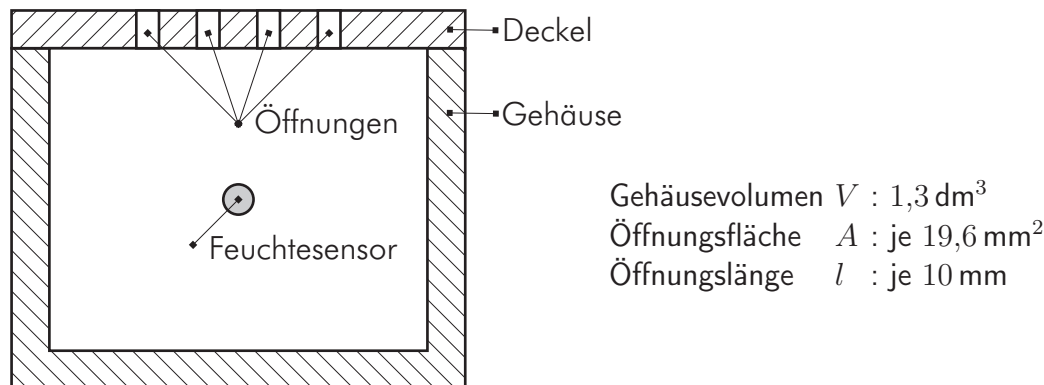 Deckel
Öffnungen
Gehäuse
Feuchtesensor
Gehäusevolumen V : 1,3 dm³
Öffnungsfläche A : je 19,6 mm²
Öffnungslänge l : je 10 mm